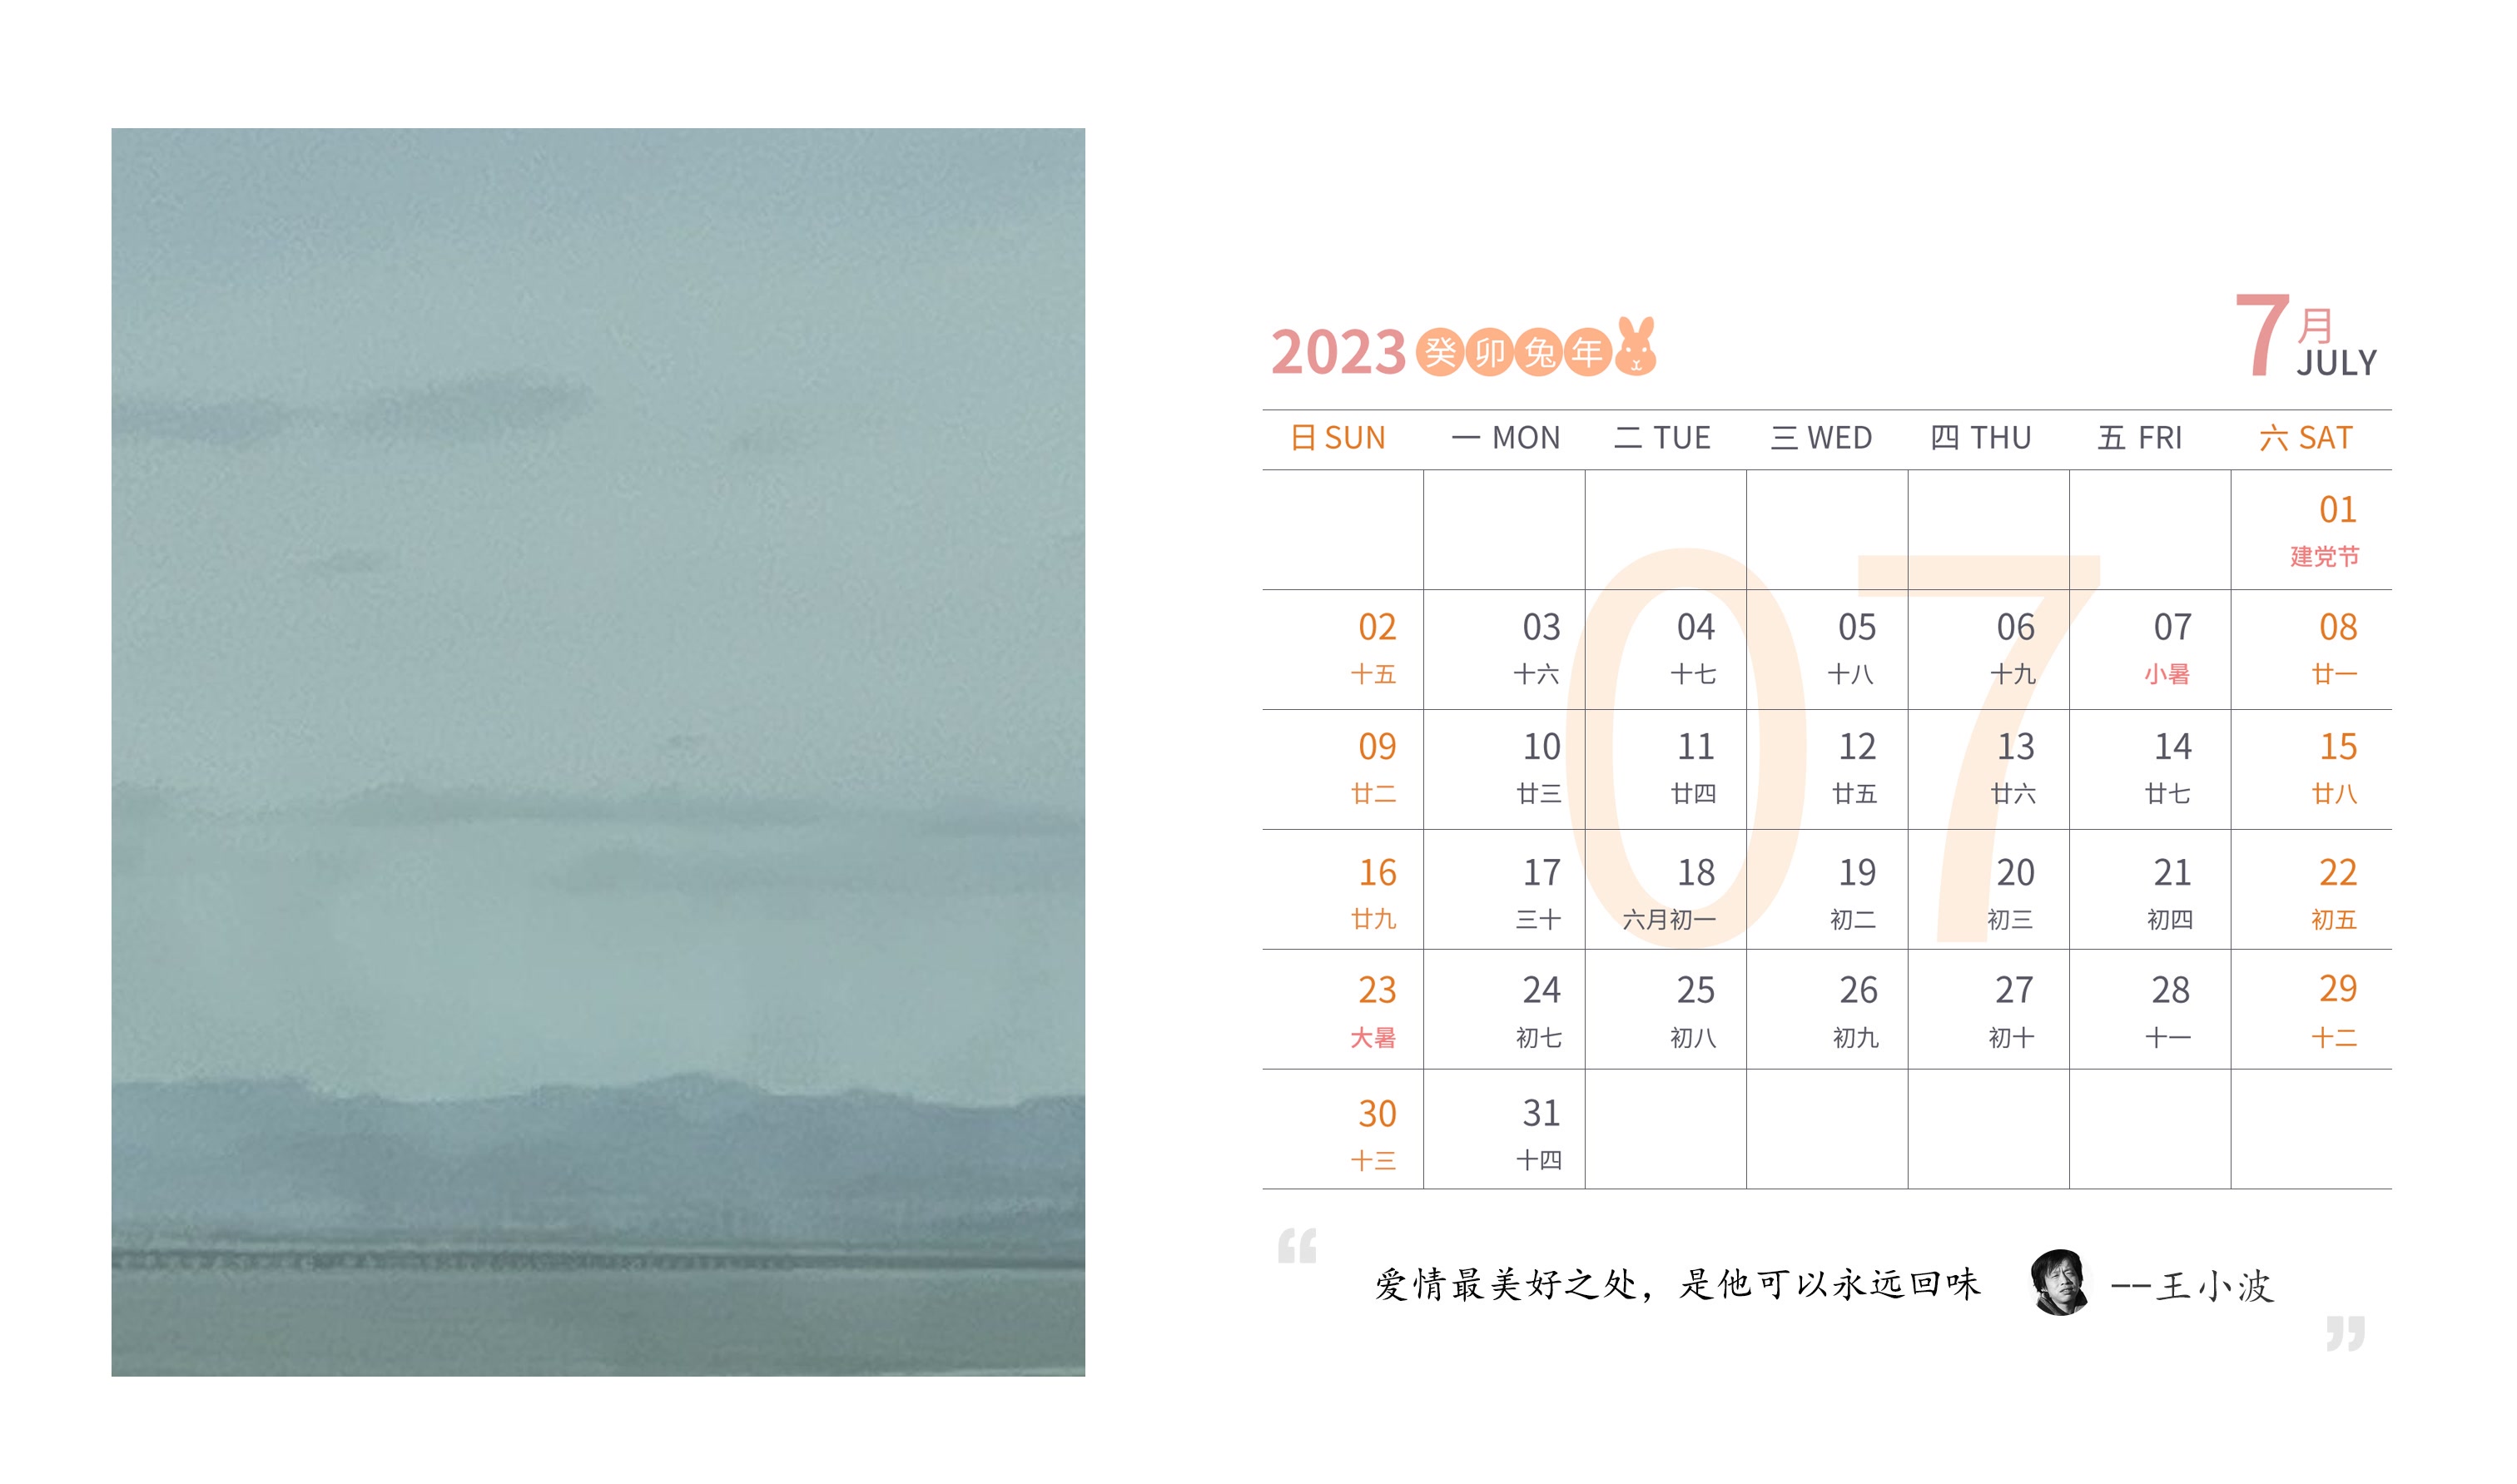 2023 癸卯兔年
7月
JULY
日 SUN 一 MON 二 TUE 三 WED 四 THU 五 FRI 六 SAT
01
建党节
07
02 03 04 05 06 07 08
十五 十六 十七 十八 十九 小暑 廿一
09 10 11 12 13 14 15
廿二 廿三 廿四 廿五 廿六 廿七 廿八
16 17 18 19 20 21 22
廿九 三十 六月初一 初二 初三 初四 初五
23 24 25 26 27 28 29
大暑 初七 初八 初九 初十 十一 十二
30 31
十三 十四
“ 爱情最美好之处，是他可以永远回味 --王小波 ”